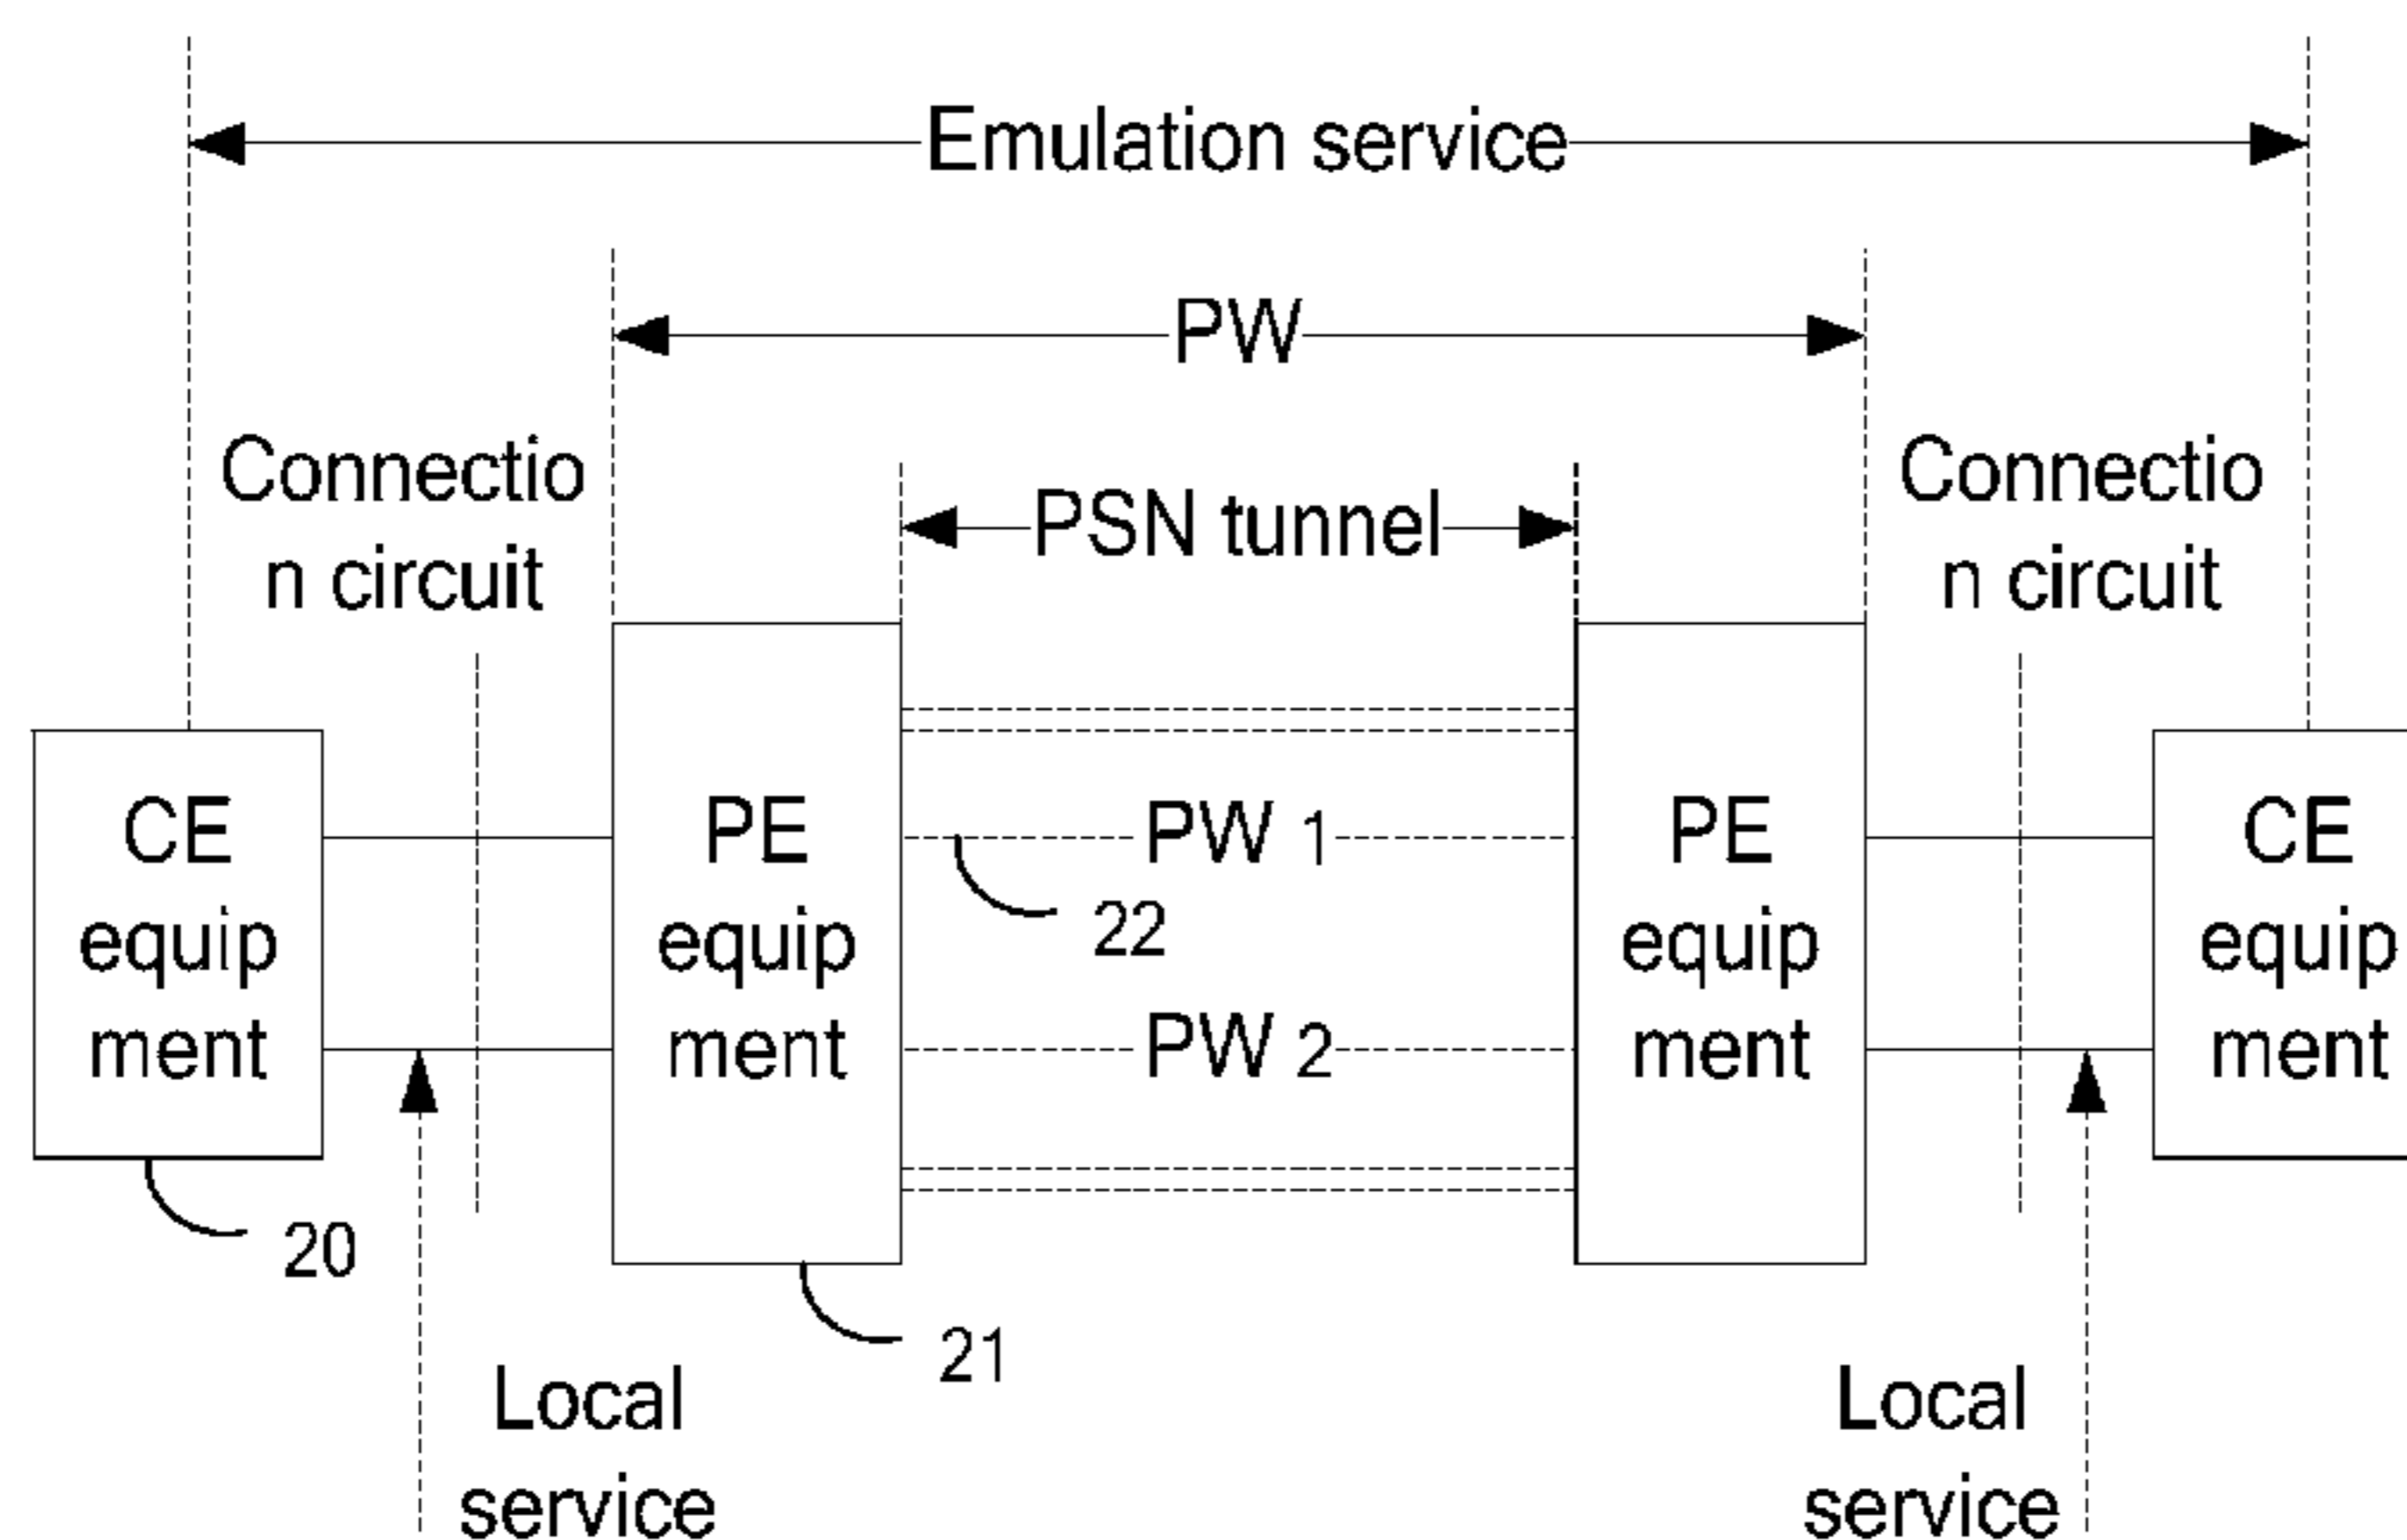 Emulation service
PW
Connectio
n circuit
PSN tunnel
Connectio
n circuit
CE
equip
ment
PE
equip
ment
PW 1
22
PW 2
PE
equip
ment
CE
equip
ment
20
21
Local
service
Local
service